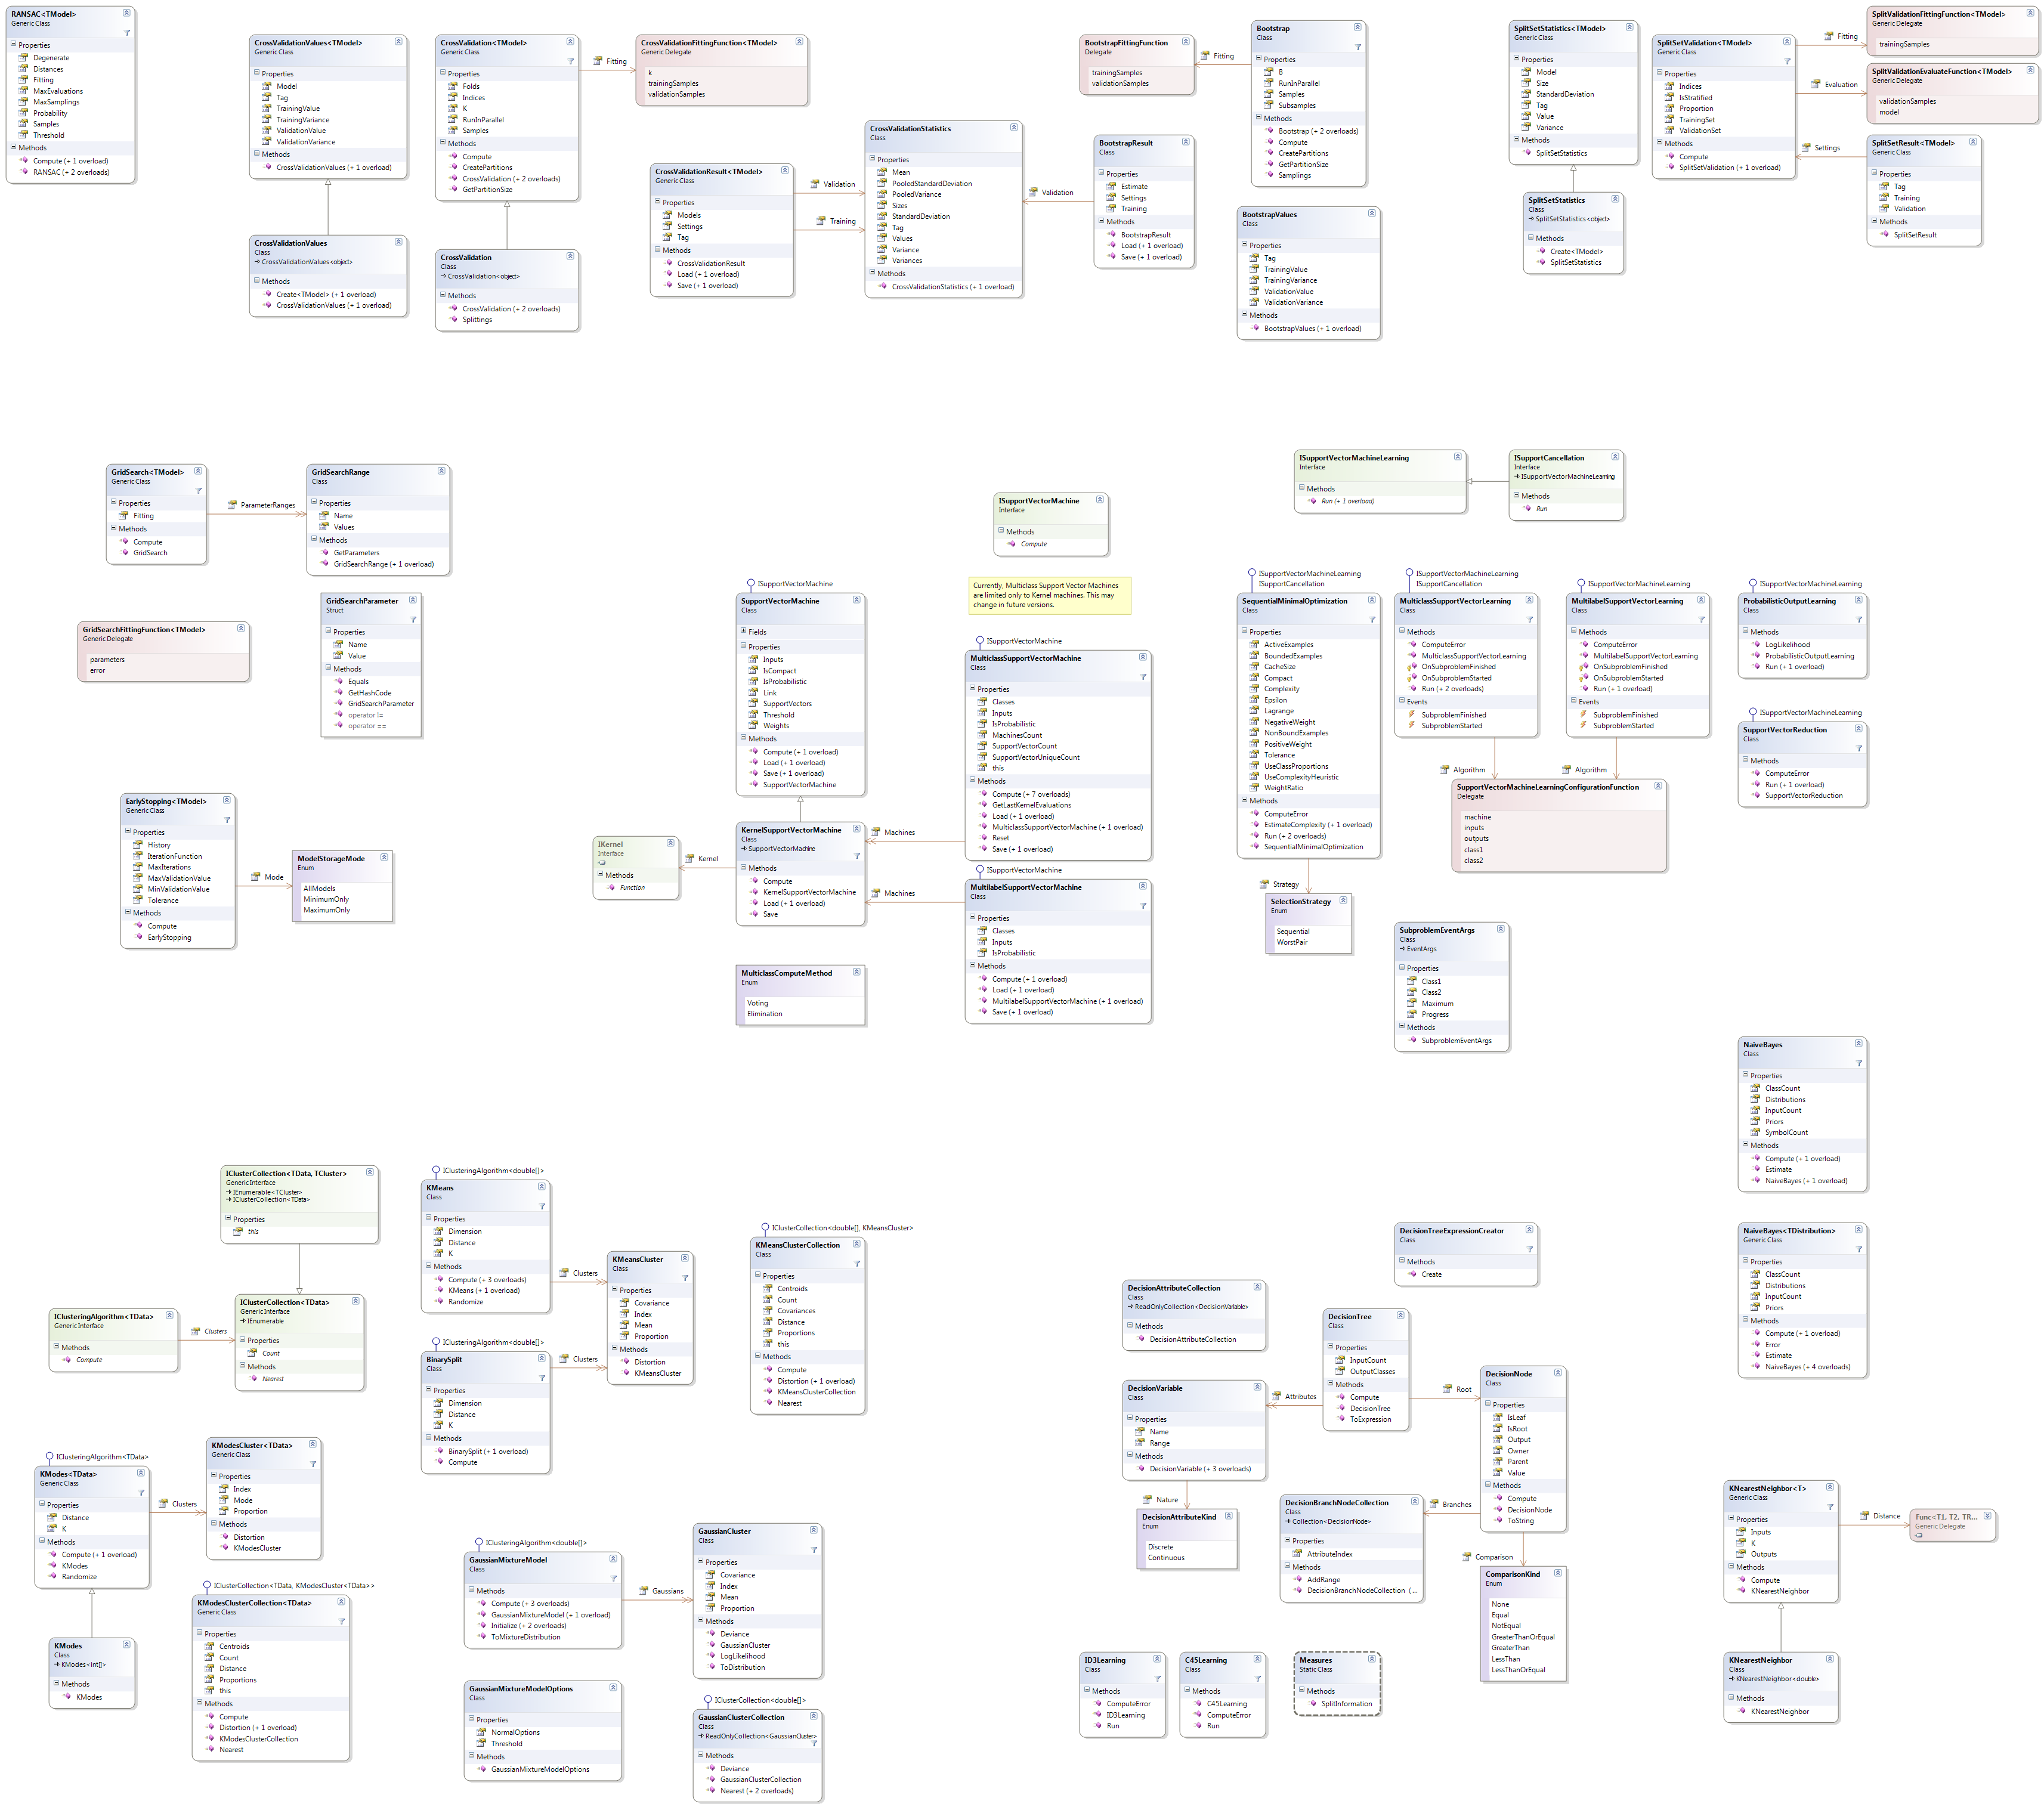 RANSAC<TModel>
Generic Class
Properties
Degenerate
Distances
Fitting
MaxEvaluations
MaxSamplings
Probability
Samples
Threshold
Methods
Compute (+ 1 overload)
RANSAC (+ 2 overloads)
CrossValidationValues<TModel>
Generic Class
Properties
Model
Tag
TrainingValue
TrainingVariance
ValidationValue
ValidationVariance
Methods
CrossValidationValues (+ 1 overload)
CrossValidationValues
Class
CrossValidationValues<object>
Methods
Create<TModel> (+ 1 overload)
CrossValidationValues (+ 1 overload)
CrossValidation<TModel>
Generic Class
Properties
Folds
Indices
K
RunInParallel
Samples
Methods
Compute
CreatePartitions
CrossValidation (+ 2 overloads)
GetPartitionSize
Fitting
CrossValidation
Class
CrossValidation<object>
Methods
CrossValidation (+ 2 overloads)
Splittings
CrossValidationFittingFunction<TModel>
Generic Delegate
k
trainingSamples
validationSamples
CrossValidationResult<TModel>
Generic Class
Properties
Models
Settings
Tag
Methods
CrossValidationResult
Load (+ 1 overload)
Save (+ 1 overload)
Validation
Training
CrossValidationStatistics
Class
Properties
Mean
PooledStandardDeviation
PooledVariance
Sizes
StandardDeviation
Tag
Values
Variance
Variances
Methods
CrossValidationStatistics (+ 1 overload)
Validation
BootstrapFittingFunction
Delegate
trainingSamples
validationSamples
Fitting
BootstrapResult
Class
Properties
Estimate
Settings
Training
Methods
BootstrapResult
Load (+ 1 overload)
Save (+ 1 overload)
Bootstrap
Class
Properties
B
RunInParallel
Samples
Subsamples
Methods
Bootstrap (+ 2 overloads)
Compute
CreatePartitions
GetPartitionSize
Samplings
BootstrapValues
Class
Properties
Tag
TrainingValue
TrainingVariance
ValidationValue
ValidationVariance
Methods
BootstrapValues (+ 1 overload)
SplitSetStatistics<TModel>
Generic Class
Properties
Model
Size
StandardDeviation
Tag
Value
Variance
Methods
SplitSetStatistics
SplitSetStatistics
Class
SplitSetStatistics<object>
Methods
Create<TModel>
SplitSetStatistics
SplitSetValidation<TModel>
Generic Class
Properties
Indices
IsStratified
Proportion
TrainingSet
ValidationSet
Methods
Compute
SplitSetValidation (+ 1 overload)
Fitting
Evaluation
Settings
SplitValidationFittingFunction<TModel>
Generic Delegate
trainingSamples
SplitValidationEvaluateFunction<TModel>
Generic Delegate
validationSamples
model
SplitSetResult<TModel>
Generic Class
Properties
Tag
Training
Validation
Methods
SplitSetResult
GridSearch<TModel>
Generic Class
Properties
Fitting
Methods
Compute
GridSearch
ParameterRanges
GridSearchRange
Class
Properties
Name
Values
Methods
GetParameters
GridSearchRange (+ 1 overload)
GridSearchFittingFunction<TModel>
Generic Delegate
parameters
error
GridSearchParameter
Struct
Properties
Name
Value
Methods
Equals
GetHashCode
GridSearchParameter
operator !=
operator ==
EarlyStopping<TModel>
Generic Class
Properties
History
IterationFunction
MaxIterations
MaxValidationValue
MinValidationValue
Tolerance
Methods
Compute
EarlyStopping
Mode
ModelStorageMode
Enum
AllModels
MinimumOnly
MaximumOnly
ISupportVectorMachine
Interface
Methods
Compute
Currently, Multiclass Support Vector Machines
are limited only to Kernel machines. This may
change in future versions.
ISupportVectorMachine
SupportVectorMachine
Class
Fields
Properties
Inputs
IsCompact
IsProbabilistic
Link
SupportVectors
Threshold
Weights
Methods
Compute (+ 1 overload)
Load (+ 1 overload)
Save (+ 1 overload)
SupportVectorMachine
IKernel
Interface
Methods
Function
Kernel
KernelSupportVectorMachine
Class
SupportVectorMachine
Methods
Compute
KernelSupportVectorMachine
Load (+ 1 overload)
Save
Machines
Machines
MulticlassComputeMethod
Enum
Voting
Elimination
ISupportVectorMachine
MulticlassSupportVectorMachine
Class
Properties
Classes
Inputs
IsProbabilistic
MachinesCount
SupportVectorCount
SupportVectorUniqueCount
this
Methods
Compute (+ 7 overloads)
GetLastKernelEvaluations
Load (+ 1 overload)
MulticlassSupportVectorMachine (+ 1 overload)
Reset
Save (+ 1 overload)
ISupportVectorMachine
MultilabelSupportVectorMachine
Class
Properties
Classes
Inputs
IsProbabilistic
Methods
Compute (+ 1 overload)
Load (+ 1 overload)
MultilabelSupportVectorMachine (+ 1 overload)
Save (+ 1 overload)
ISupportVectorMachineLearning
Interface
Methods
Run (+ 1 overload)
ISupportCancellation
Interface
ISupportVectorMachineLearning
Methods
Run
ISupportVectorMachineLearning
ISupportCancellation
SequentialMinimalOptimization
Class
Properties
ActiveExamples
BoundedExamples
CacheSize
Compact
Complexity
Epsilon
Lagrange
NegativeWeight
NonBoundExamples
PositiveWeight
Tolerance
UseClassProportions
UseComplexityHeuristic
WeightRatio
Methods
ComputeError
EstimateComplexity (+ 1 overload)
Run (+ 2 overloads)
SequentialMinimalOptimization
Strategy
SelectionStrategy
Enum
Sequential
WorstPair
ISupportVectorMachineLearning
ISupportCancellation
MulticlassSupportVectorLearning
Class
Methods
ComputeError
MulticlassSupportVectorLearning
OnSubproblemFinished
OnSubproblemStarted
Run (+ 2 overloads)
Events
SubproblemFinished
SubproblemStarted
Algorithm
ISupportVectorMachineLearning
MultilabelSupportVectorLearning
Class
Methods
ComputeError
MultilabelSupportVectorLearning
OnSubproblemFinished
OnSubproblemStarted
Run (+ 1 overload)
Events
SubproblemFinished
SubproblemStarted
Algorithm
SupportVectorMachineLearningConfigurationFunction
Delegate
machine
inputs
outputs
class1
class2
SubproblemEventArgs
Class
EventArgs
Properties
Class1
Class2
Maximum
Progress
Methods
SubproblemEventArgs
ISupportVectorMachineLearning
ProbabilisticOutputLearning
Class
Methods
LogLikelihood
ProbabilisticOutputLearning
Run (+ 1 overload)
ISupportVectorMachineLearning
SupportVectorReduction
Class
Methods
ComputeError
Run (+ 1 overload)
SupportVectorReduction
NaiveBayes
Class
Properties
ClassCount
Distributions
InputCount
Priors
SymbolCount
Methods
Compute (+ 1 overload)
Estimate
NaiveBayes (+ 1 overload)
NaiveBayes<TDistribution>
Generic Class
Properties
ClassCount
Distributions
InputCount
Priors
Methods
Compute (+ 1 overload)
Error
Estimate
NaiveBayes (+ 4 overloads)
IClusterCollection<TData, TCluster>
Generic Interface
IEnumerable<TCluster>
IClusterCollection<TData>
Properties
this
IClusteringAlgorithm<TData>
Generic Interface
Methods
Compute
Clusters
IClusterCollection<TData>
Generic Interface
IEnumerable
Properties
Count
Methods
Nearest
IClusteringAlgorithm<double[]>
KMeans
Class
Properties
Dimension
Distance
K
Methods
Compute (+ 3 overloads)
KMeans (+ 1 overload)
Randomize
Clusters
IClusteringAlgorithm<double[]>
BinarySplit
Class
Properties
Dimension
Distance
K
Methods
BinarySplit (+ 1 overload)
Compute
Clusters
KMeansCluster
Class
Properties
Covariance
Index
Mean
Proportion
Methods
Distortion
KMeansCluster
IClusterCollection<double[], KMeansCluster>
KMeansClusterCollection
Class
Properties
Centroids
Count
Covariances
Distance
Proportions
this
Methods
Compute
Distortion (+ 1 overload)
KMeansClusterCollection
Nearest
IClusteringAlgorithm<TData>
KModes<TData>
Generic Class
Properties
Distance
K
Methods
Compute (+ 1 overload)
KModes
Randomize
Clusters
KModesCluster<TData>
Generic Class
Properties
Index
Mode
Proportion
Methods
Distortion
KModesCluster
KModes
Class
KModes<int[]>
Methods
KModes
IClusterCollection<TData, KModesCluster<TData>>
KModesClusterCollection<TData>
Generic Class
Properties
Centroids
Count
Distance
Proportions
this
Methods
Compute
Distortion (+ 1 overload)
KModesClusterCollection
Nearest
IClusteringAlgorithm<double[]>
GaussianMixtureModel
Class
Methods
Compute (+ 3 overloads)
GaussianMixtureModel (+ 1 overload)
Initialize (+ 2 overloads)
ToMixtureDistribution
Gaussians
GaussianCluster
Class
Properties
Covariance
Index
Mean
Proportion
Methods
Deviance
GaussianCluster
LogLikelihood
ToDistribution
GaussianMixtureModelOptions
Class
Properties
NormalOptions
Threshold
Methods
GaussianMixtureModelOptions
IClusterCollection<double[]>
GaussianClusterCollection
Class
ReadOnlyCollection<GaussianCluster>
Methods
Deviance
GaussianClusterCollection
Nearest (+ 2 overloads)
DecisionTreeExpressionCreator
Class
Methods
Create
DecisionAttributeCollection
Class
ReadOnlyCollection<DecisionVariable>
Methods
DecisionAttributeCollection
DecisionTree
Class
Properties
InputCount
OutputClasses
Methods
Compute
DecisionTree
ToExpression
Attributes
Root
DecisionVariable
Class
Properties
Name
Range
Methods
DecisionVariable (+ 3 overloads)
Nature
DecisionAttributeKind
Enum
Discrete
Continuous
DecisionNode
Class
Properties
IsLeaf
IsRoot
Output
Owner
Parent
Value
Methods
Compute
DecisionNode
ToString
Branches
Comparison
DecisionBranchNodeCollection
Class
Collection<DecisionNode>
Properties
AttributeIndex
Methods
AddRange
DecisionBranchNodeCollection (...
ComparisonKind
Enum
None
Equal
NotEqual
GreaterThanOrEqual
GreaterThan
LessThan
LessThanOrEqual
ID3Learning
Class
Methods
ComputeError
ID3Learning
Run
C45Learning
Class
Methods
C45Learning
ComputeError
Run
Measures
Static Class
Methods
SplitInformation
KNearestNeighbor<T>
Generic Class
Properties
Inputs
K
Outputs
Methods
Compute
KNearestNeighbor
Distance
Func<T1, T2, TR...
Generic Delegate
KNearestNeighbor
Class
KNearestNeighbor<double>
Methods
KNearestNeighbor